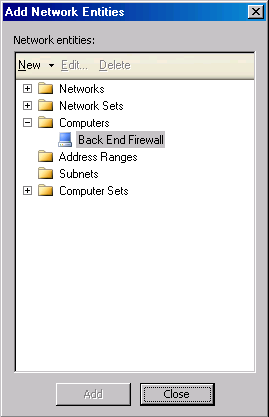 Add Network Entities
Network entities:
New Edit... Delete
Networks
Network Sets
Computers
Back End Firewall
Address Ranges
Subnets
Computer Sets
Add Close